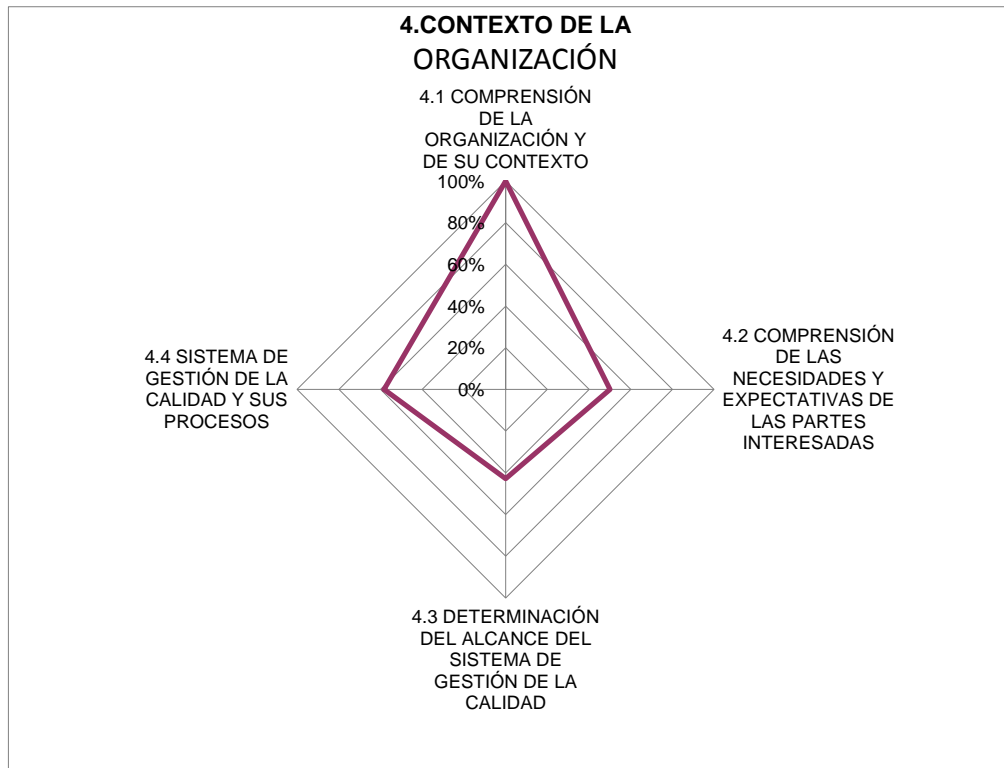 4.CONTEXTO DE LA
ORGANIZACIÓN
4.1 COMPRENSIÓN
DE LA
ORGANIZACIÓN Y
DE SU CONTEXTO
100%
80%
60%
40%
20%
0%
4.2 COMPRENSIÓN
DE LAS
NECESIDADES Y
EXPECTATIVAS DE
LAS PARTES
INTERESADAS
4.4 SISTEMA DE
GESTIÓN DE LA
CALIDAD Y SUS
PROCESOS
4.3 DETERMINACIÓN
DEL ALCANCE DEL
SISTEMA DE
GESTIÓN DE LA
CALIDAD